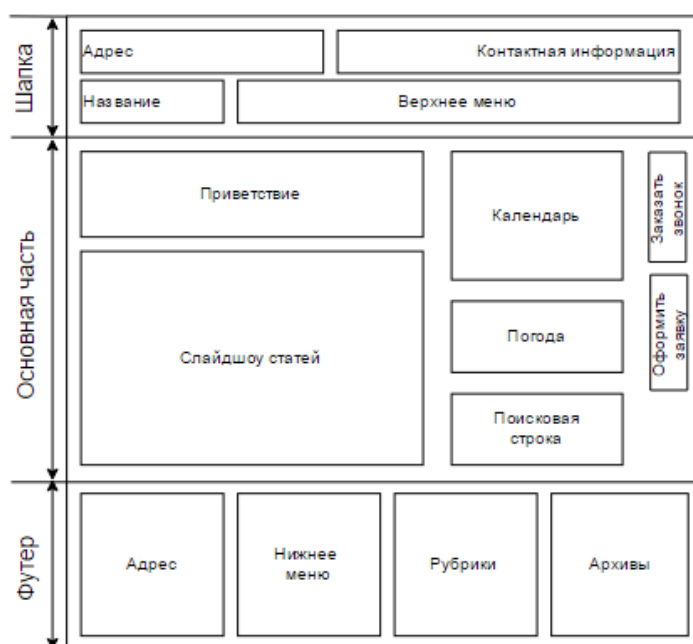 Шапка
Адрес
Контактная информация
Название
Верхнее меню
Основная часть
Приветствие
Календарь
Заказать
звонок
Слайдшоу статей
Погода
Оформить
заявку
Поисковая
строка
Футер
Адрес
Нижнее
меню
Рубрики
Архивы